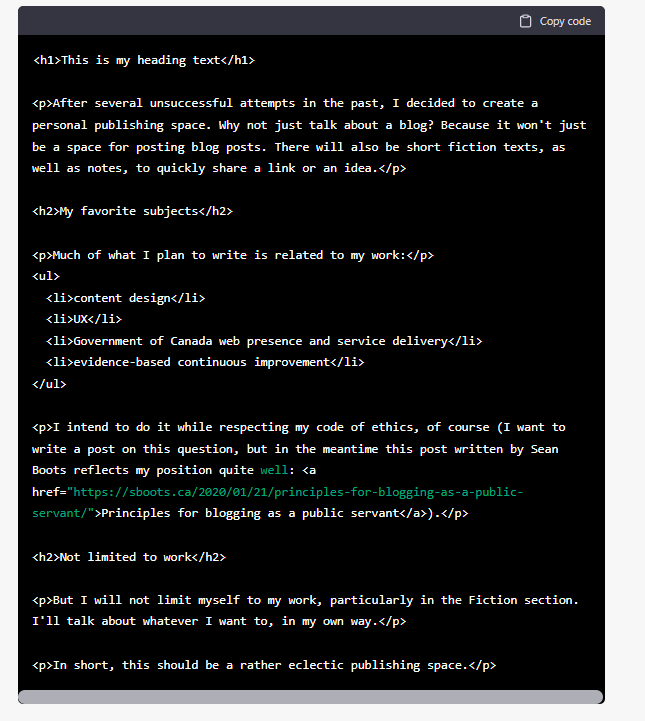 Copy code
<h1>This is my heading text</h1>
<p>After several unsuccessful attempts in the past, I decided to create a
personal publishing space. Why not just talk about a blog? Because it won't just
be a space for posting blog posts. There will also be short fiction texts, as
well as notes, to quickly share a link or an idea.</p>
<h2>My favorite subjects</h2>
<p>Much of what I plan to write is related to my work:</p>
<ul>
  <li>content design</li>
  <li>UX</li>
  <li>Government of Canada web presence and service delivery</li>
  <li>evidence-based continuous improvement</li>
</ul>
<p>I intend to do it while respecting my code of ethics, of course (I want to
write a post on this question, but in the meantime this post written by Sean
Boots reflects my position quite well: <a
href="https://sboots.ca/2020/01/21/principles-for-blogging-as-a-public-
servant/">Principles for blogging as a public servant</a>).</p>
<h2>Not limited to work</h2>
<p>But I will not limit myself to my work, particularly in the Fiction section.
I'll talk about whatever I want to, in my own way.</p>
<p>In short, this should be a rather eclectic publishing space.</p>